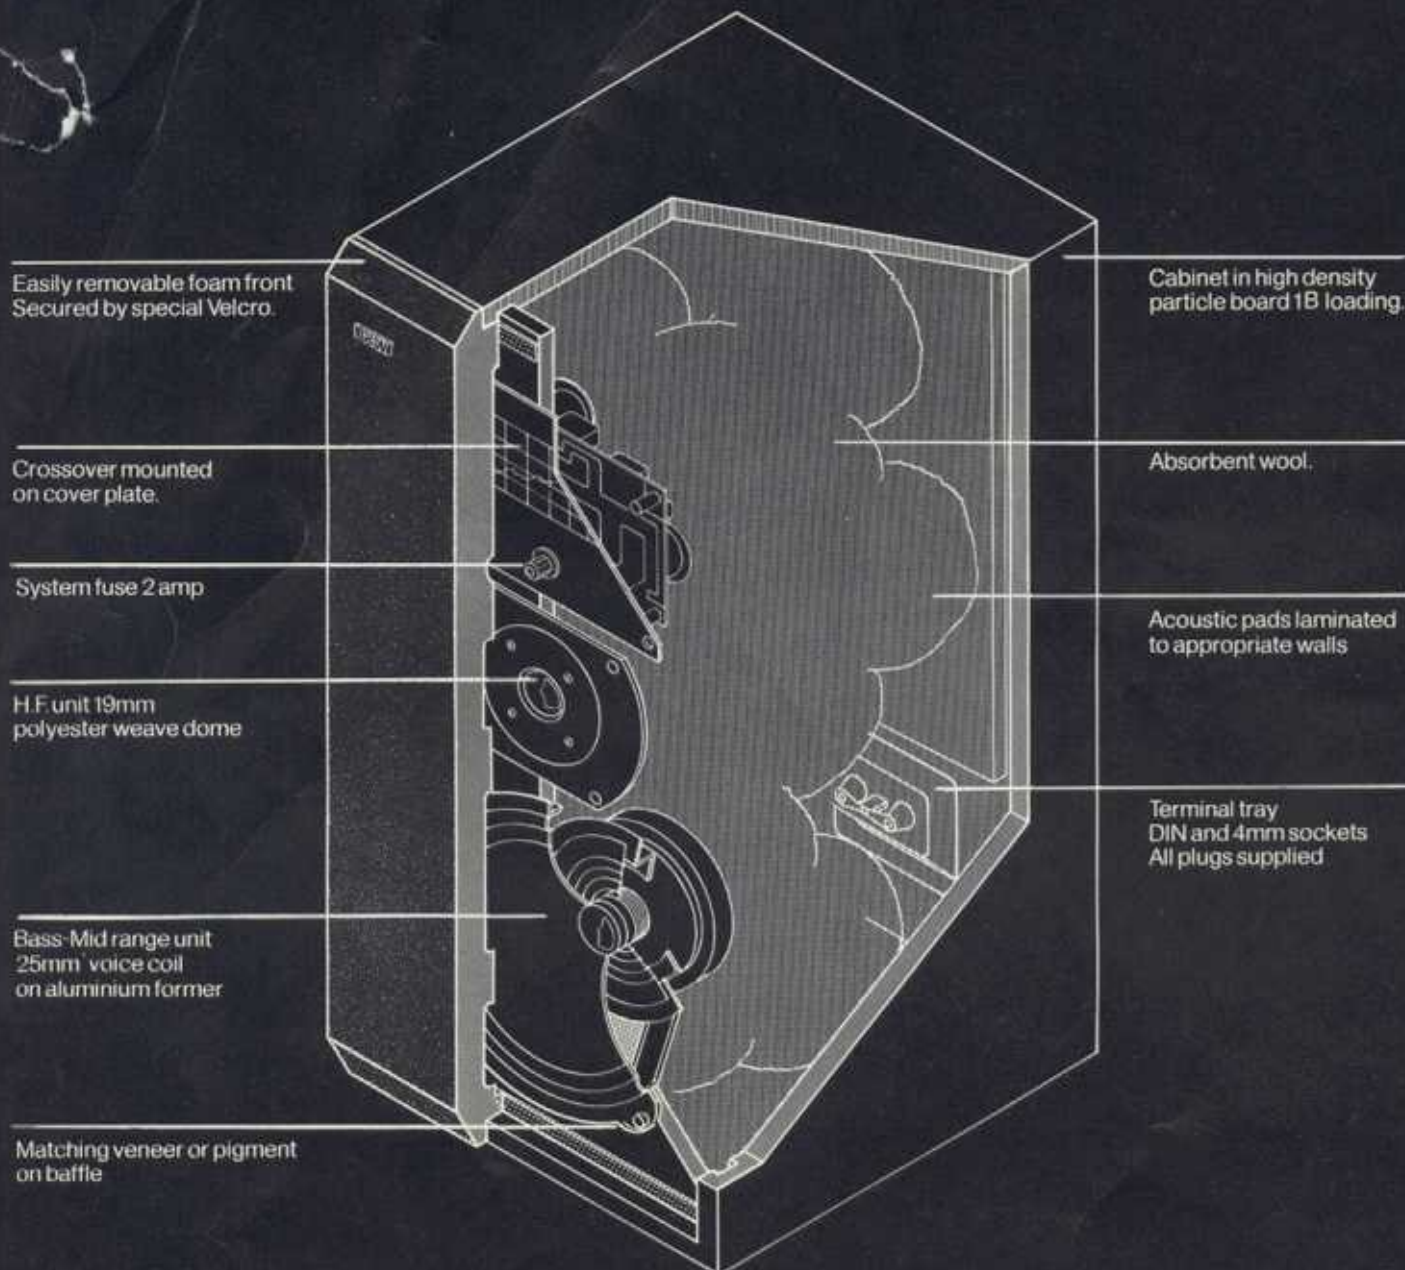 Easily removable foam front
Secured by special Velcro.
Crossover mounted
on cover plate.
System fuse 2 amp
H.F. unit 19mm
polyester weave dome
Bass-Mid range unit
25mm voice coil
on aluminium former
Matching veneer or pigment
on baffle
Cabinet in high density
particle board 1B loading.
Absorbent wool.
Acoustic pads laminated
to appropriate walls
Terminal tray
DIN and 4mm sockets
All plugs supplied